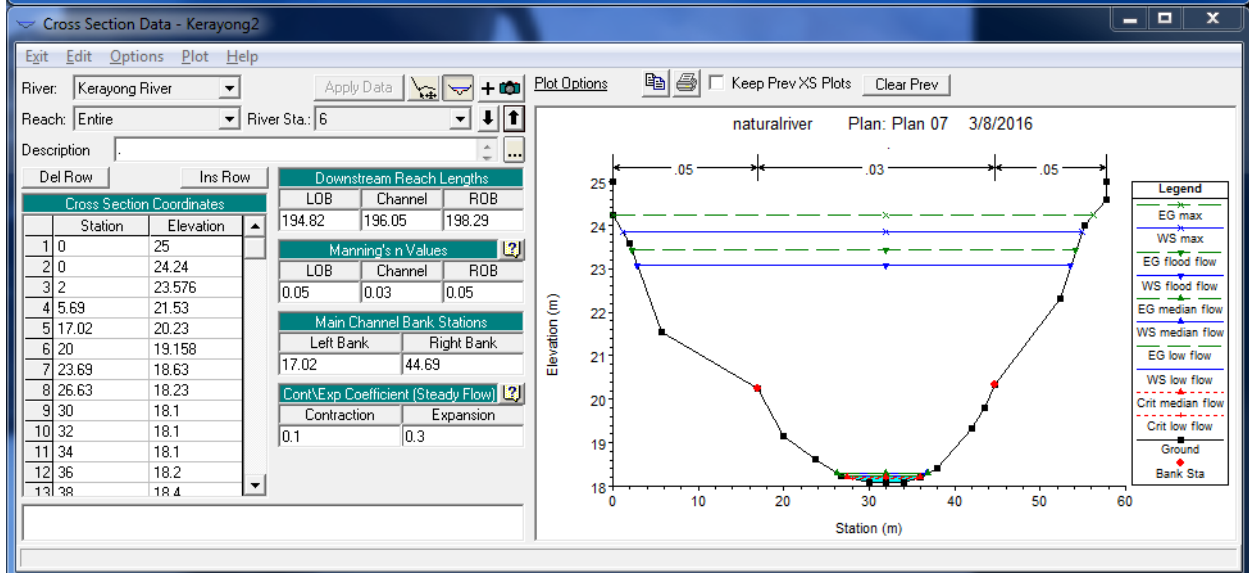 Cross Section Data - Kerayong2
Exit Edit Options Plot Help
River: Kerayong River Apply Data
Reach: Entire River Sta.: 6
Description .
...
Del Row Ins Row
Cross Section Coordinates
Station Elevation
1 0 25
2 0 24.24
3 2 23.576
4 5.69 21.53
5 17.02 20.23
6 20 19.158
7 23.69 18.63
8 26.63 18.23
9 30 18.1
10 32 18.1
11 34 18.1
12 36 18.2
13 38 18.4
Downstream Reach Lengths
LOB Channel ROB
194.82 196.05 198.29
Manning's n Values
LOB Channel ROB
0.05 0.03 0.05
Main Channel Bank Stations
Left Bank Right Bank
17.02 44.69
Cont\Exp Coefficient (Steady Flow)
Contraction Expansion
0.1 0.3
Plot Options Keep Prev XS Plots Clear Prev
naturalriver Plan: Plan 07 3/8/2016
.
.05 .03 .05
25
24
23
22
21
20
19
18
Elevation (m)
0 10 20 30 40 50 60
Station (m)
Legend
EG max
WS max
EG flood flow
WS flood flow
EG median flow
WS median flow
EG low flow
WS low flow
Crit median flow
Crit low flow
Ground
Bank Sta